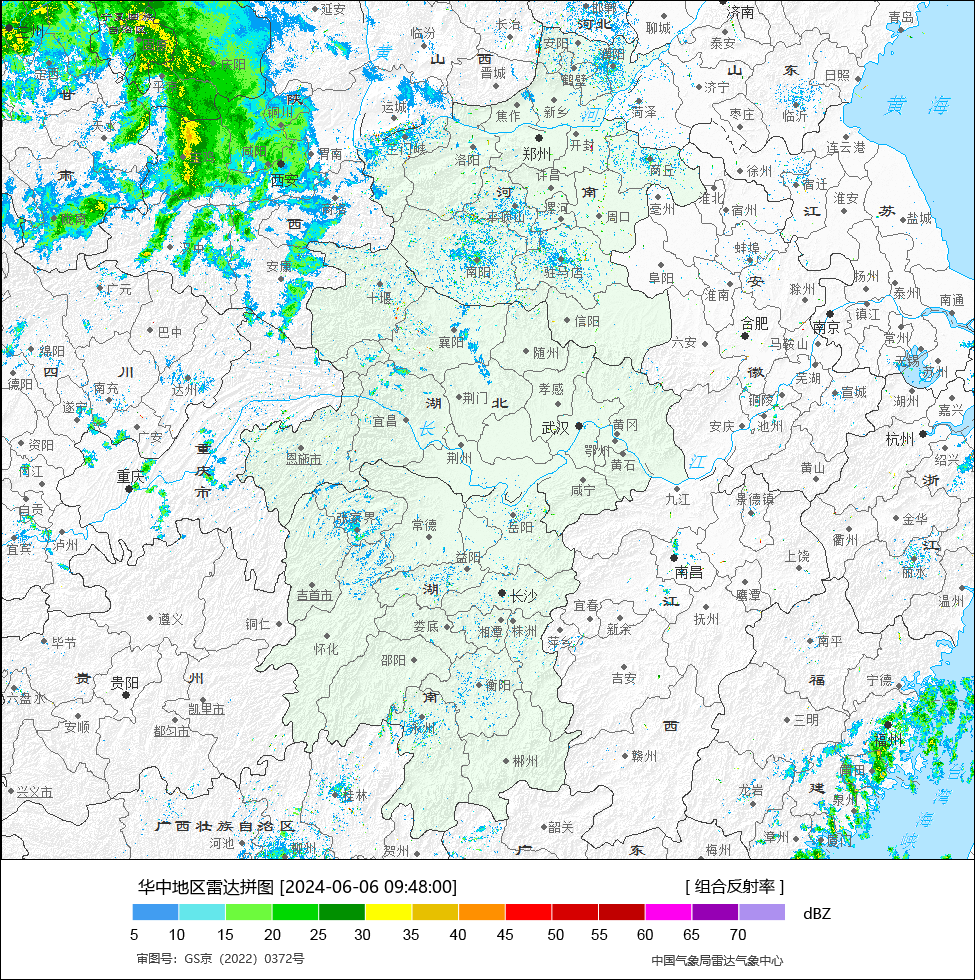 延安
临汾
长治
河北
聊城
济南
青岛
兰州
安阳
泰安
山 西
晋城
鹤壁
山 东
日照
黄 海
定西
庆阳
甘
陕
铜川
运城
焦作
新乡
菏泽
济宁
枣庄
临沂
天水
洛阳
郑州
开封
河
连云港
渭南
西安
肃
许昌
商丘
徐州
宿迁
河 南
漯河
周口
亳州
淮北
宿州
江 苏
淮安
盐城
商洛
平顶山
西
南阳
驻马店
阜阳
蚌埠
安康
广元
十堰
淮南
安
滁州
扬州
泰州
南通
镇江
信阳
合肥
南京
巴中
襄阳
六安
马鞍山
常州
绵阳
随州
无锡
苏州
四 川
德阳
南充
达州
孝感
徽
芜湖
宣城
湖州
遂宁
荆门
湖 北
铜陵
嘉兴
宜昌
长
武汉
黄冈
安庆
池州
杭州
广安
资阳
重庆市
恩施市
荆州
鄂州
黄石
江
黄山
绍兴
内江
重庆
浙
咸宁
九江
景德镇
自贡
张家界
常德
岳阳
金华
宜宾
泸州
益阳
衢州
江
上饶
丽水
南昌
吉首市
湖
长沙
鹰潭
温州
宜春
江
遵义
铜仁
娄底
湘潭
株洲
新余
抚州
毕节
怀化
萍乡
南平
邵阳
贵 州
贵阳
吉安
福
宁德
六盘水
衡阳
凯里市
南
西
安顺
都匀市
永州
三明
福州
郴州
赣州
莆田
兴义市
桂林
龙岩
建
泉州
广西壮族自治区
韶关
漳州
厦门
河池
柳州
贺州
广 东
梅州
华中地区雷达拼图 [2024-06-06 09:48:00]
[ 组合反射率 ]
dBZ
5 10 15 20 25 30 35 40 45 50 55 60 65 70
审图号：GS京（2022）0372号
中国气象局雷达气象中心